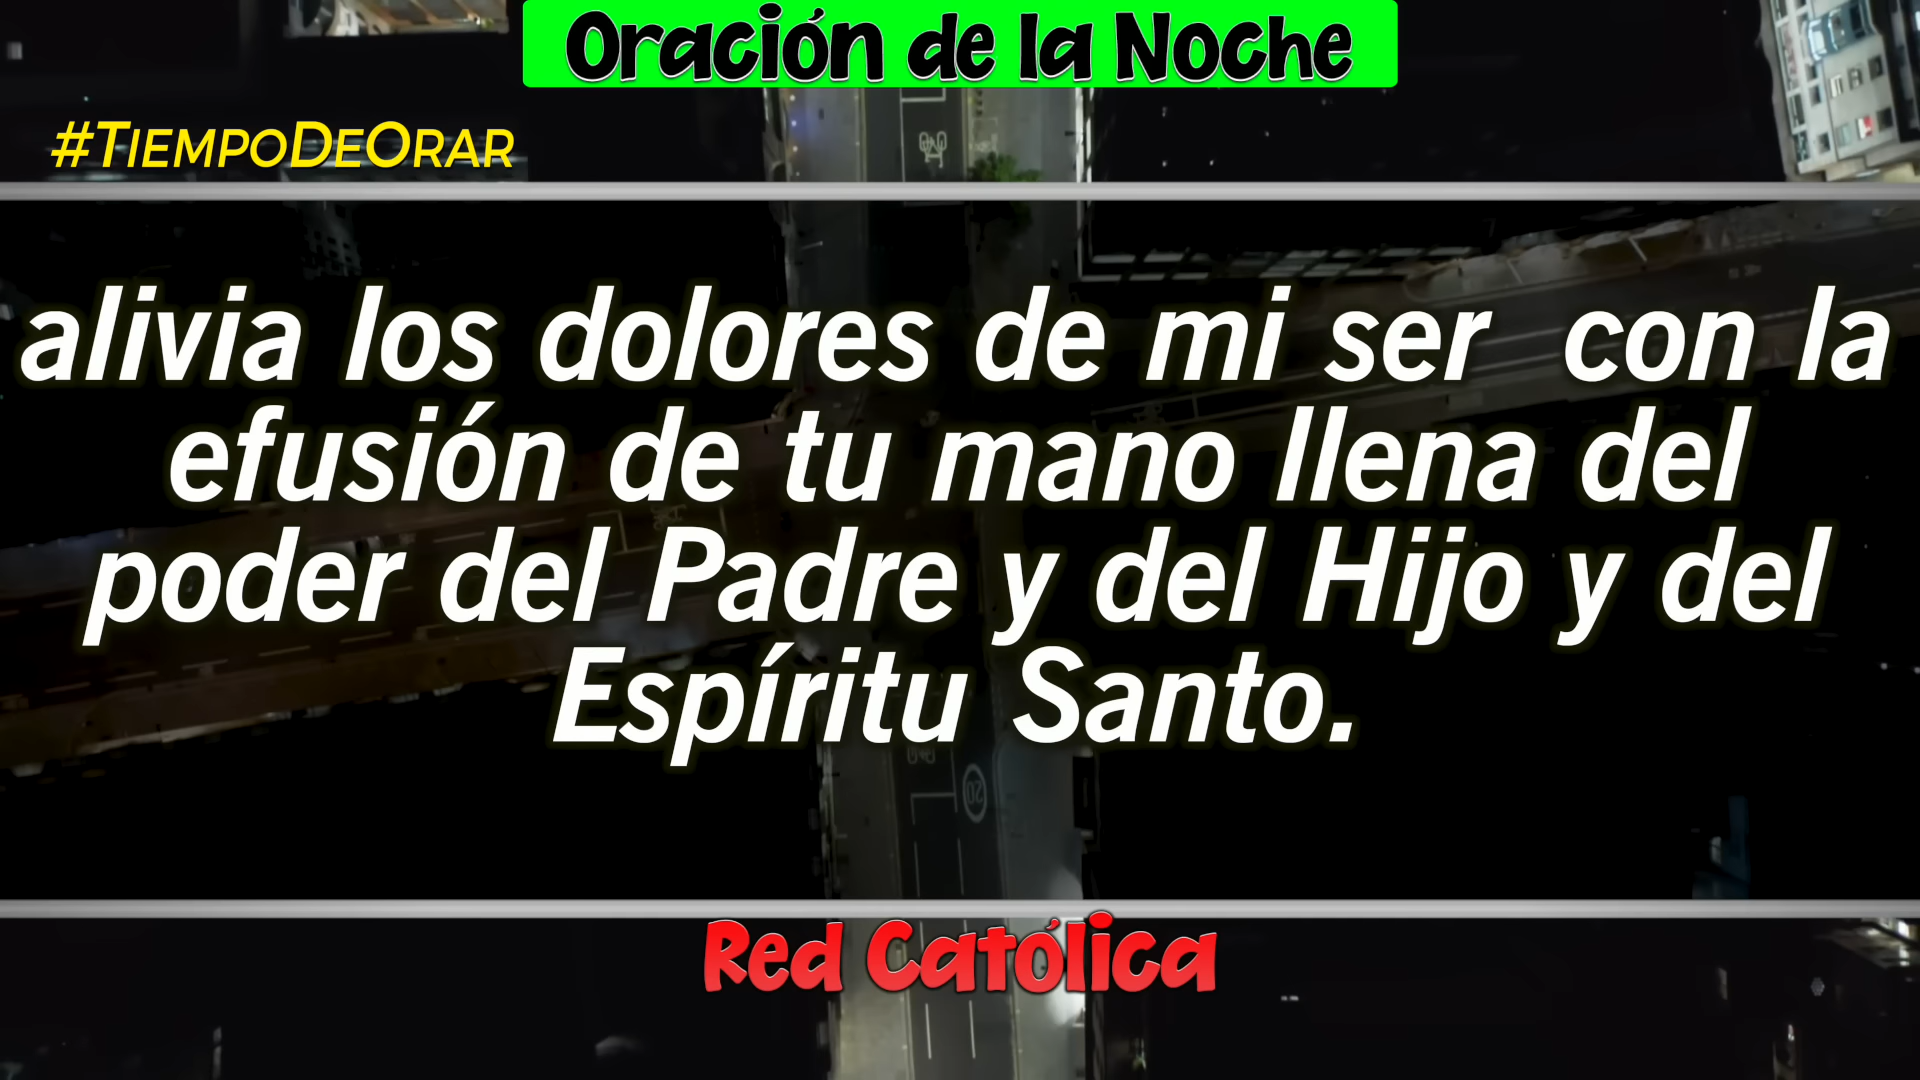 Oración de la Noche
#TiempoDeOrar
alivia los dolores de mi ser  con la
efusión de tu mano llena del
poder del Padre y del Hijo y del
Espíritu Santo.
20
Red Católica